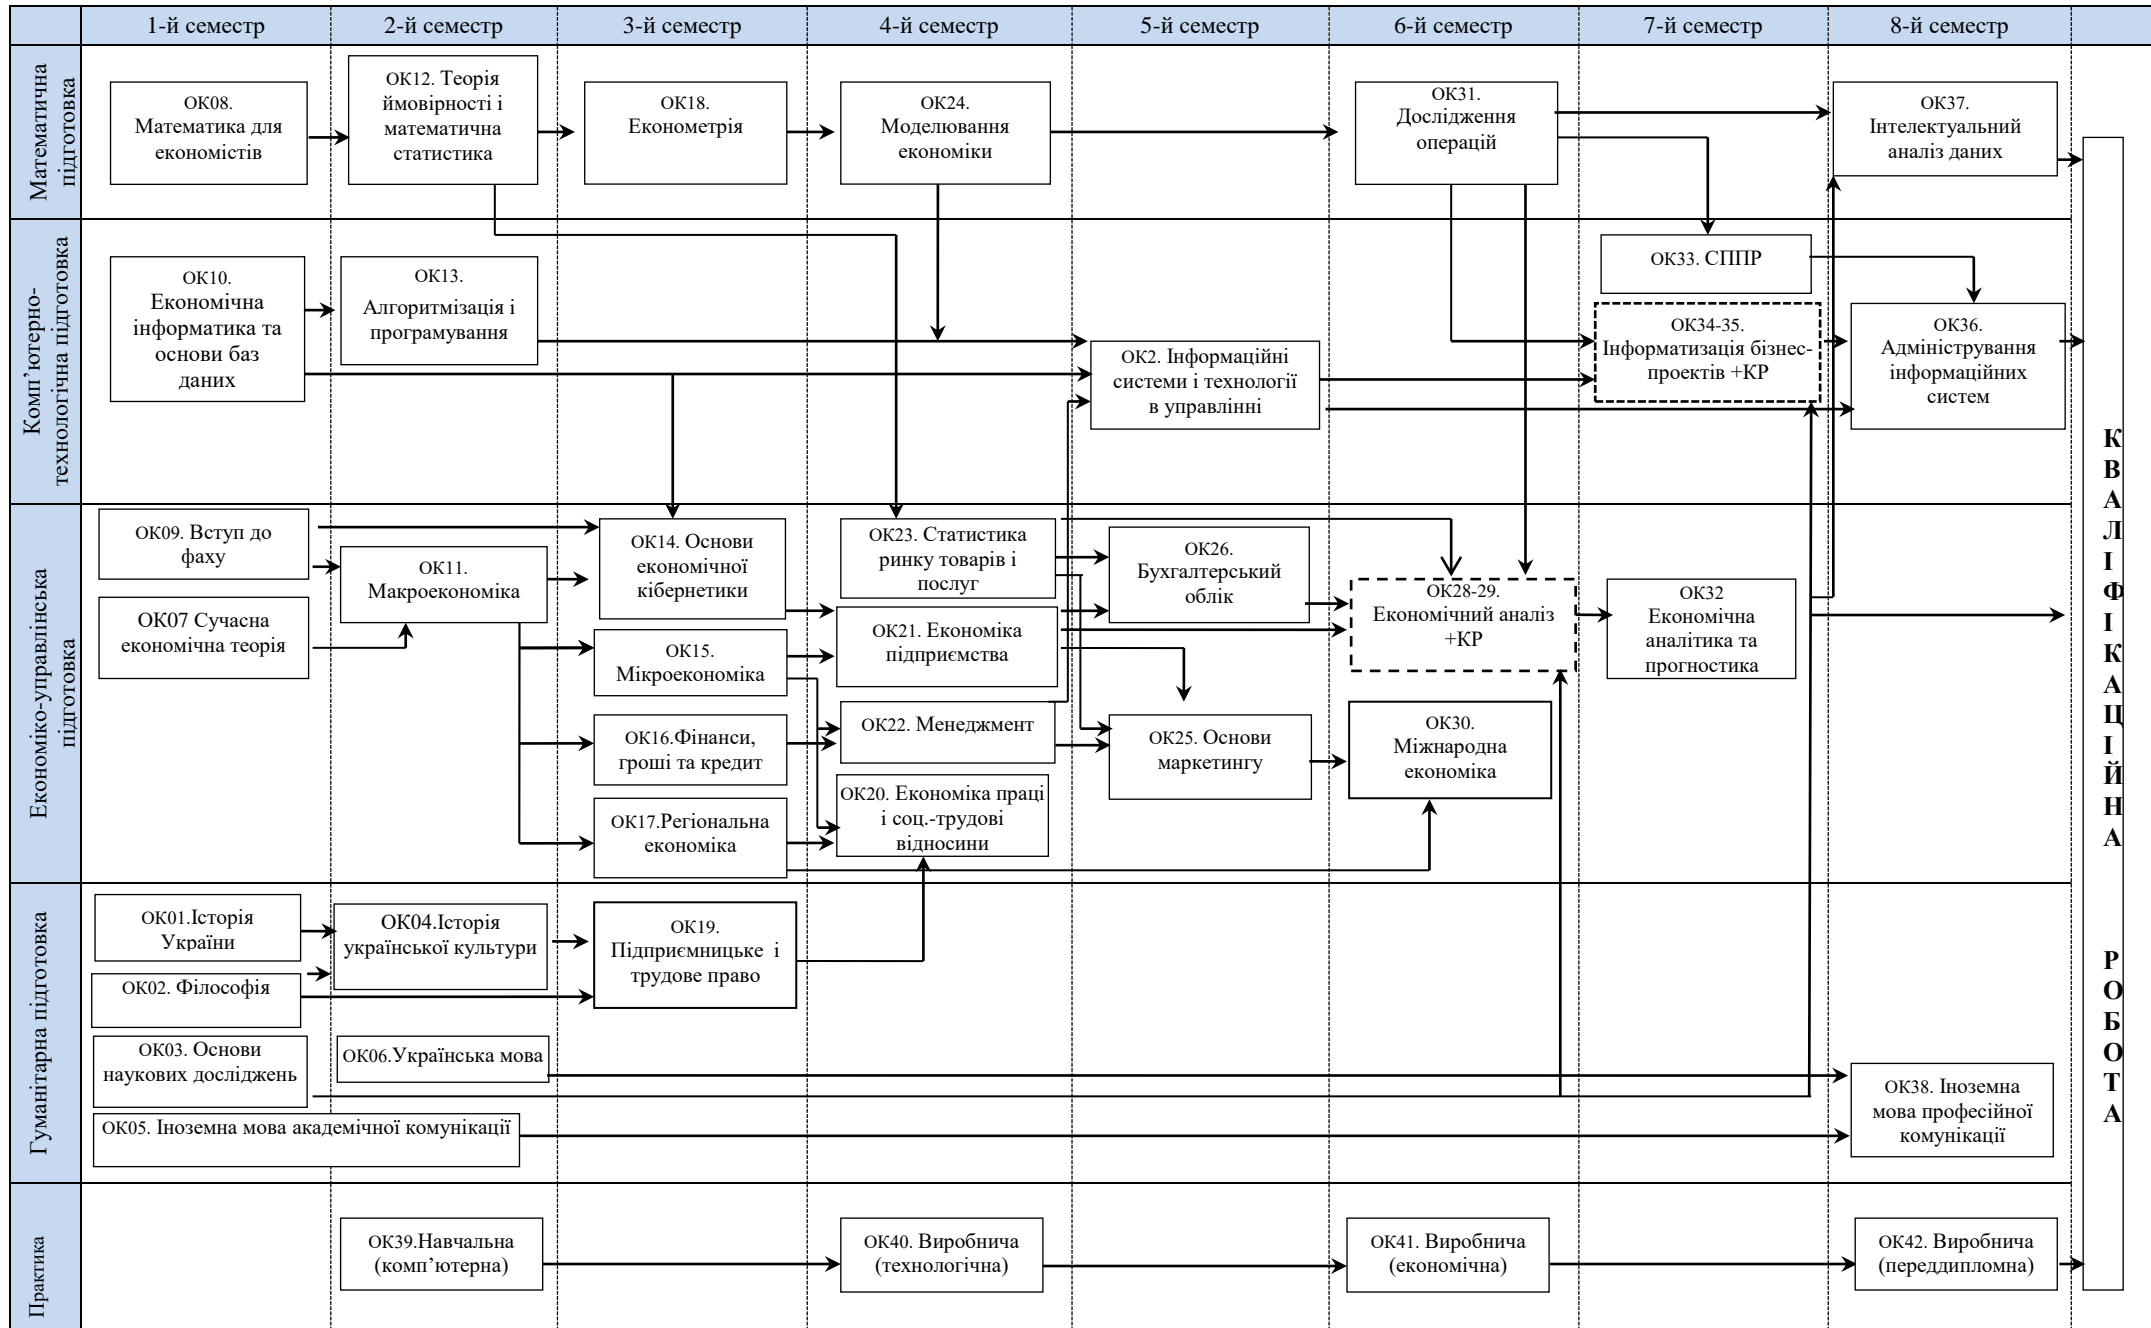 1-й семестр
2-й семестр
3-й семестр
4-й семестр
5-й семестр
6-й семестр
7-й семестр
8-й семестр
Математична
підготовка
ОК08.
Математика для
економістів
ОК12. Теорія
ймовірності і
математична
статистика
ОК18.
Економетрія
ОК24.
Моделювання
економіки
ОК31.
Дослідження
операцій
ОК37.
Інтелектуальний
аналіз даних
Комп’ютерно-
технологічна підготовка
ОК10.
Економічна
інформатика та
основи баз
даних
ОК13.
Алгоритмізація і
програмування
ОК2. Інформаційні
системи і технології
в управлінні
ОК33. СППР
ОК34-35.
Інформатизація бізнес-
проектів +КР
ОК36.
Адміністрування
інформаційних
систем
Економіко-управлінська
підготовка
ОК09. Вступ до
фаху
ОК07 Сучасна
економічна теорія
ОК11.
Макроекономіка
ОК14. Основи
економічної
кібернетики
ОК15.
Мікроекономіка
ОК16.Фінанси,
гроші та кредит
ОК17.Регіональна
економіка
ОК23. Статистика
ринку товарів і
послуг
ОК21. Економіка
підприємства
ОК22. Менеджмент
ОК20. Економіка праці
і соц.-трудові
відносини
ОК26.
Бухгалтерський
облік
ОК25. Основи
маркетингу
ОК28-29.
Економічний аналіз
+КР
ОК30.
Міжнародна
економіка
ОК32
Економічна
аналітика та
прогностика
Гуманітарна підготовка
ОК01.Історія
України
ОК02. Філософія
ОК03. Основи
наукових досліджень
ОК05. Іноземна мова академічної комунікації
ОК04.Історія
української культури
ОК06.Українська мова
ОК19.
Підприємницьке і
трудове право
ОК38. Іноземна
мова професійної
комунікації
Практика
ОК39.Навчальна
(комп’ютерна)
ОК40. Виробнича
(технологічна)
ОК41. Виробнича
(економічна)
ОК42. Виробнича
(переддипломна)
КВАЛІФІКАЦІЙНА РОБОТА